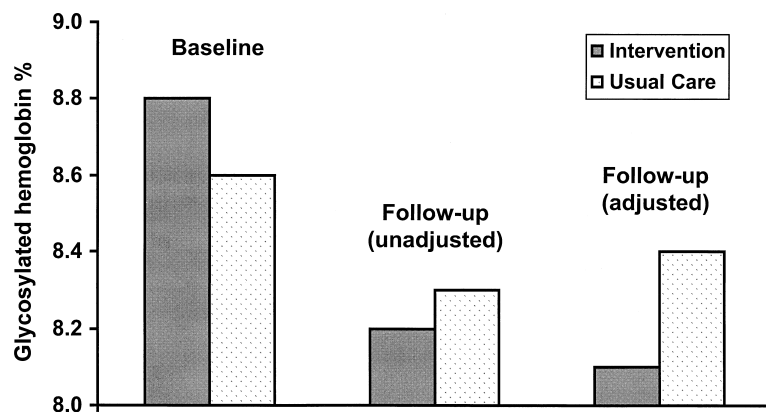 Glycosylated hemoglobin %
9.0
8.8
8.6
8.4
8.2
8.0
Baseline
Follow-up
(unadjusted)
Follow-up
(adjusted)
Intervention
Usual Care